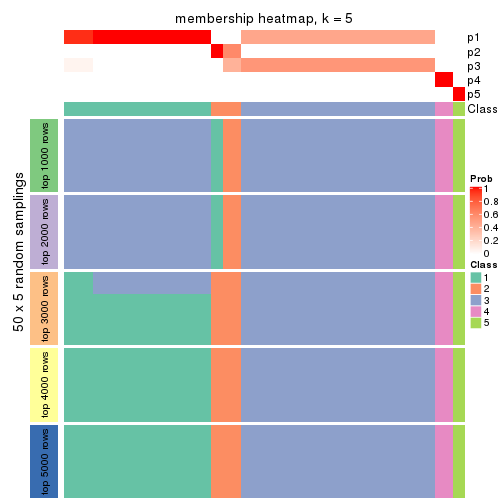 membership heatmap, k = 5
p1
p2
p3
p4
p5
Class
50 x 5 random samplings
top 1000 rows
top 2000 rows
top 3000 rows
top 4000 rows
top 5000 rows
Prob
1
0.8
0.6
0.4
0.2
0
Class
1
2
3
4
5